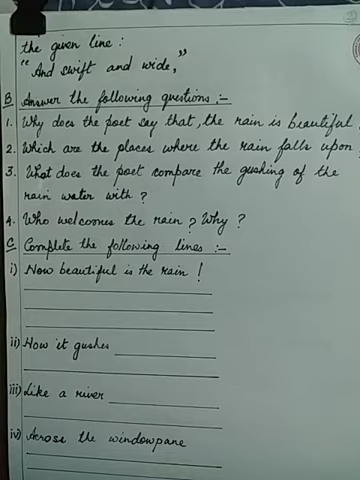 the given line :
"And swift and wide,"
B Answer the following questions :-
1. Why does the poet say that, the rain is beautiful
2. Which are the places where the rain falls upon
3. What does the poet compare the gushing of the
rain water with ?
4. Who welcomes the rain ? Why ?
C Complete the following lines :-
i) How beautiful is the rain !
ii) How it gushes
iii) Like a river
iv) Across the windowpane